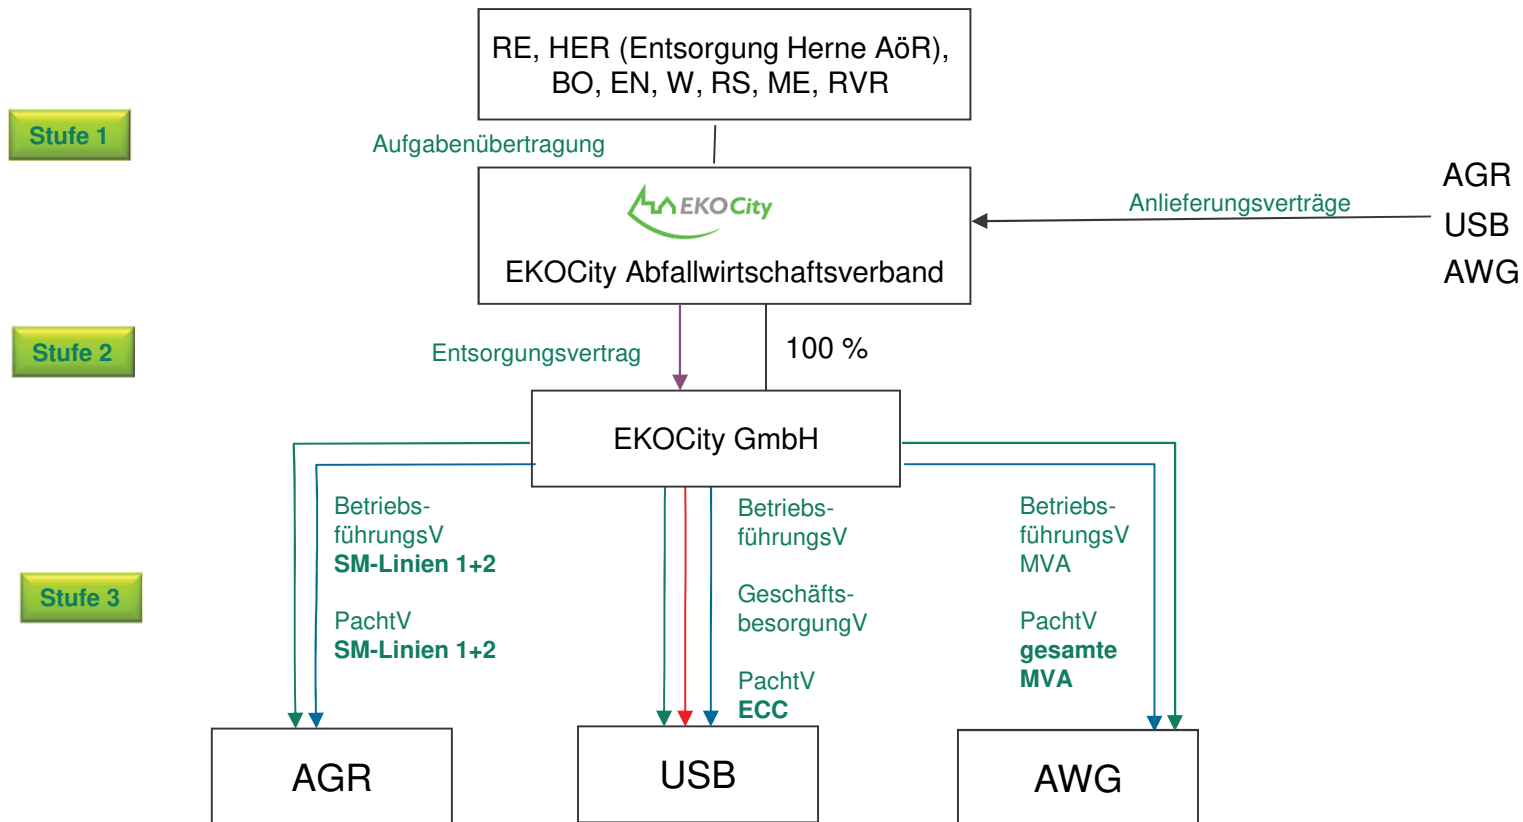 RE, HER (Entsorgung Herne AöR),
BO, EN, W, RS, ME, RVR
Stufe 1
Aufgabenübertragung
EKOCity
EKOCity Abfallwirtschaftsverband
Anlieferungsverträge
AGR
USB
AWG
Stufe 2
Entsorgungsvertrag
100 %
EKOCity GmbH
Stufe 3
Betriebs-
führungsV
SM-Linien 1+2
PachtV
SM-Linien 1+2
Betriebs-
führungsV
Geschäfts-
besorgungV
PachtV
ECC
Betriebs-
führungsV
MVA
PachtV
gesamte
MVA
AGR
USB
AWG